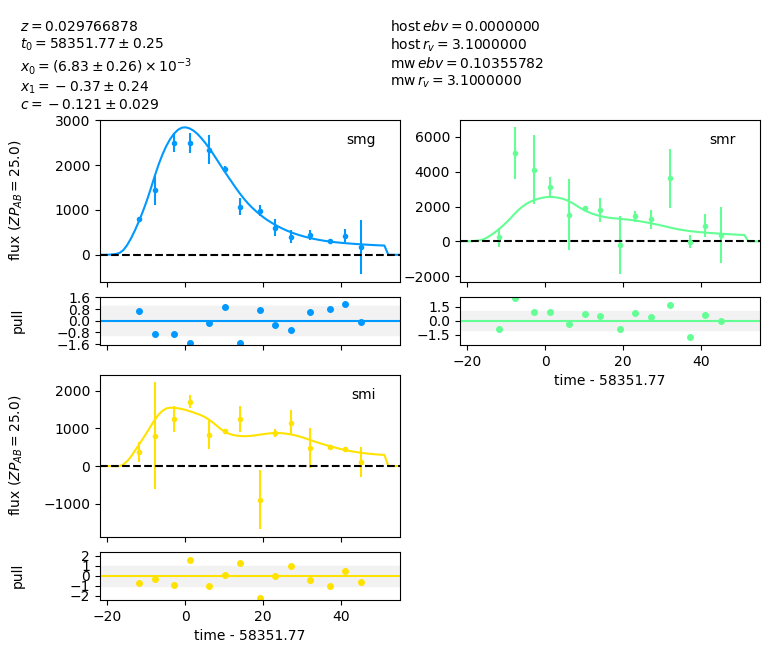 z = 0.029766878
t₀ = 58351.77 ± 0.25
x₀ = (6.83 ± 0.26) × 10⁻³
x₁ = − 0.37 ± 0.24
c = − 0.121 ± 0.029
host ebv = 0.0000000
host r_v = 3.1000000
mw ebv = 0.10355782
mw r_v = 3.1000000
flux (ZP_AB = 25.0)
3000
2000
1000
0
smg
6000
4000
2000
0
−2000
smr
pull
1.6
0.8
0.0
−0.8
−1.6
1.5
0.0
−1.5
−20 0 20 40
time - 58351.77
flux (ZP_AB = 25.0)
2000
1000
0
−1000
smi
pull
2
1
0
−1
−2
−20 0 20 40
time - 58351.77